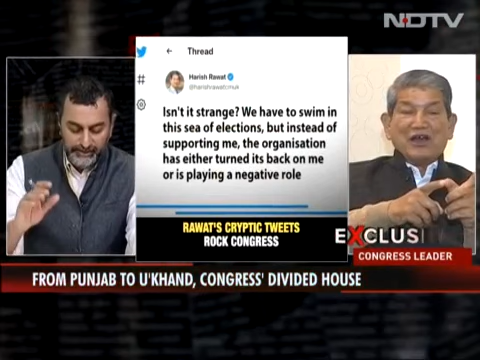 NDTV
Thread
Harish Rawat
@harishrawatcmuk
Isn't it strange? We have to swim in
this sea of elections, but instead of
supporting me, the organisation
has either turned its back on me
or is playing a negative role
RAWAT'S CRYPTIC TWEETS
ROCK CONGRESS
EXCLUSI
CONGRESS LEADER
FROM PUNJAB TO U'KHAND, CONGRESS' DIVIDED HOUSE